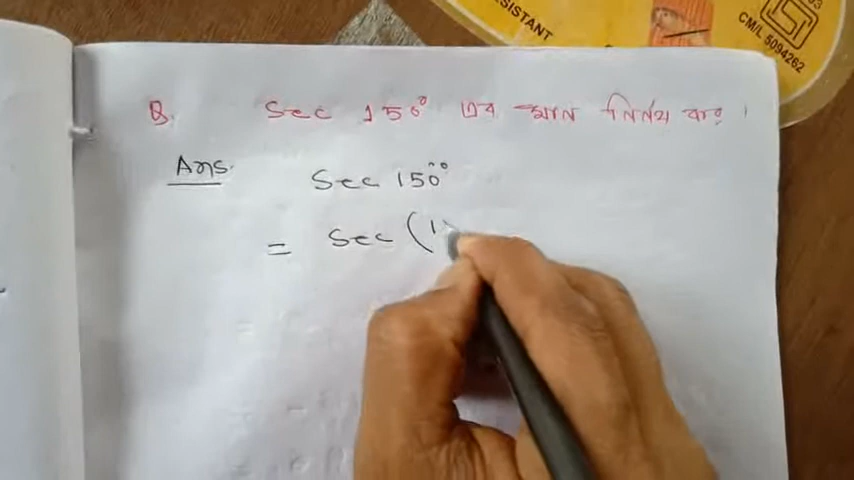 RESISTANT
CM/L 5094262
Q. Sec 150° এর মান নির্ণয় কর।
Ans. Sec 150°
= Sec (1